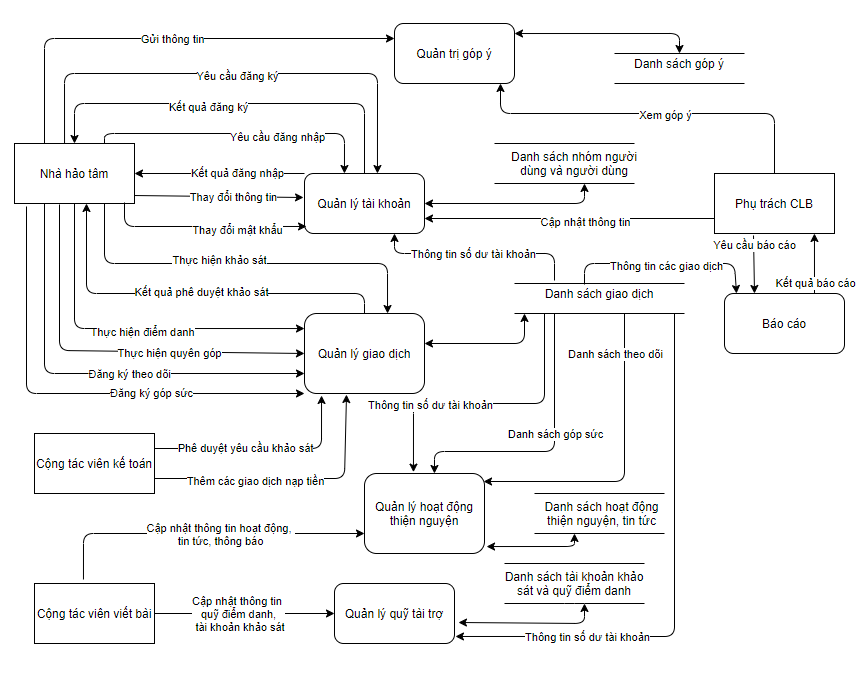 Gửi thông tin
Quản trị góp ý
Danh sách góp ý
Yêu cầu đăng ký
Kết quả đăng ký
Xem góp ý
Yêu cầu đăng nhập
Danh sách nhóm người
dùng và người dùng
Nhà hảo tâm
Kết quả đăng nhập
Thay đổi thông tin
Quản lý tài khoản
Phụ trách CLB
Cập nhật thông tin
Thay đổi mật khẩu
Yêu cầu báo cáo
Thông tin số dư tài khoản
Thực hiện khảo sát
Thông tin các giao dịch
Kết quả báo cáo
Kết quả phê duyệt khảo sát
Danh sách giao dịch
Báo cáo
Thực hiện điểm danh
Quản lý giao dịch
Thực hiện quyên góp
Danh sách theo dõi
Đăng ký theo dõi
Đăng ký góp sức
Thông tin số dư tài khoản
Danh sách góp sức
Phê duyệt yêu cầu khảo sát
Cộng tác viên kế toán
Thêm các giao dịch nạp tiền
Quản lý hoạt động
thiện nguyện
Danh sách hoạt động
thiện nguyện, tin tức
Cập nhật thông tin hoạt động,
tin tức, thông báo
Danh sách tài khoản khảo
sát và quỹ điểm danh
Cộng tác viên viết bài
Cập nhật thông tin
quỹ điểm danh,
tài khoản khảo sát
Quản lý quỹ tài trợ
Thông tin số dư tài khoản